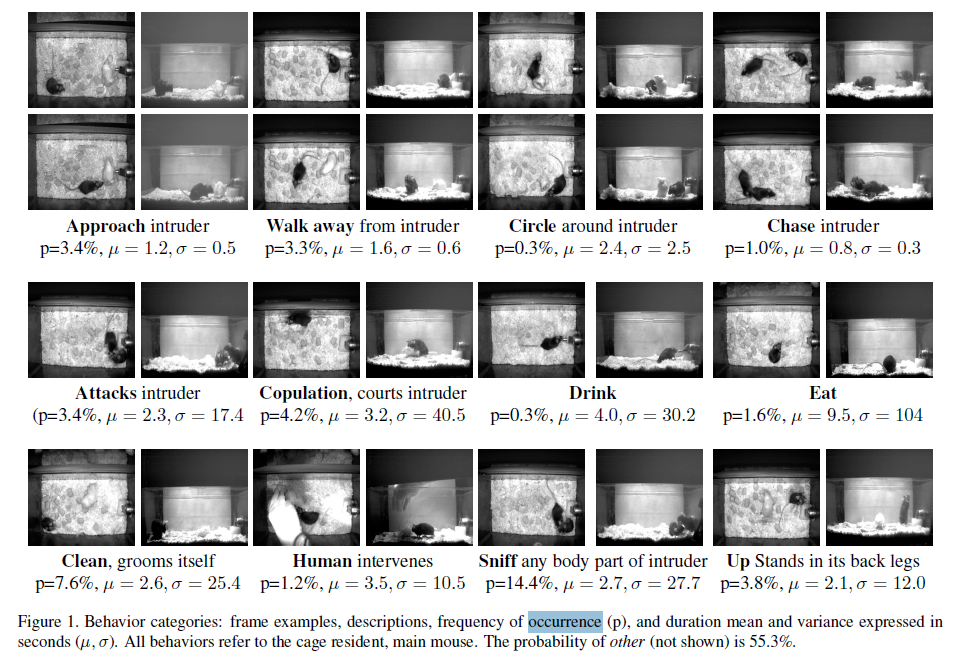 Approach intruder
p=3.4%, μ = 1.2, σ = 0.5
Walk away from intruder
p=3.3%, μ = 1.6, σ = 0.6
Circle around intruder
p=0.3%, μ = 2.4, σ = 2.5
Chase intruder
p=1.0%, μ = 0.8, σ = 0.3
Attacks intruder
(p=3.4%, μ = 2.3, σ = 17.4
Copulation, courts intruder
p=4.2%, μ = 3.2, σ = 40.5
Drink
p=0.3%, μ = 4.0, σ = 30.2
Eat
p=1.6%, μ = 9.5, σ = 104
Clean, grooms itself
p=7.6%, μ = 2.6, σ = 25.4
Human intervenes
p=1.2%, μ = 3.5, σ = 10.5
Sniff any body part of intruder
p=14.4%, μ = 2.7, σ = 27.7
Up Stands in its back legs
p=3.8%, μ = 2.1, σ = 12.0
Figure 1. Behavior categories: frame examples, descriptions, frequency of occurrence (p), and duration mean and variance expressed in
seconds (μ, σ). All behaviors refer to the cage resident, main mouse. The probability of other (not shown) is 55.3%.